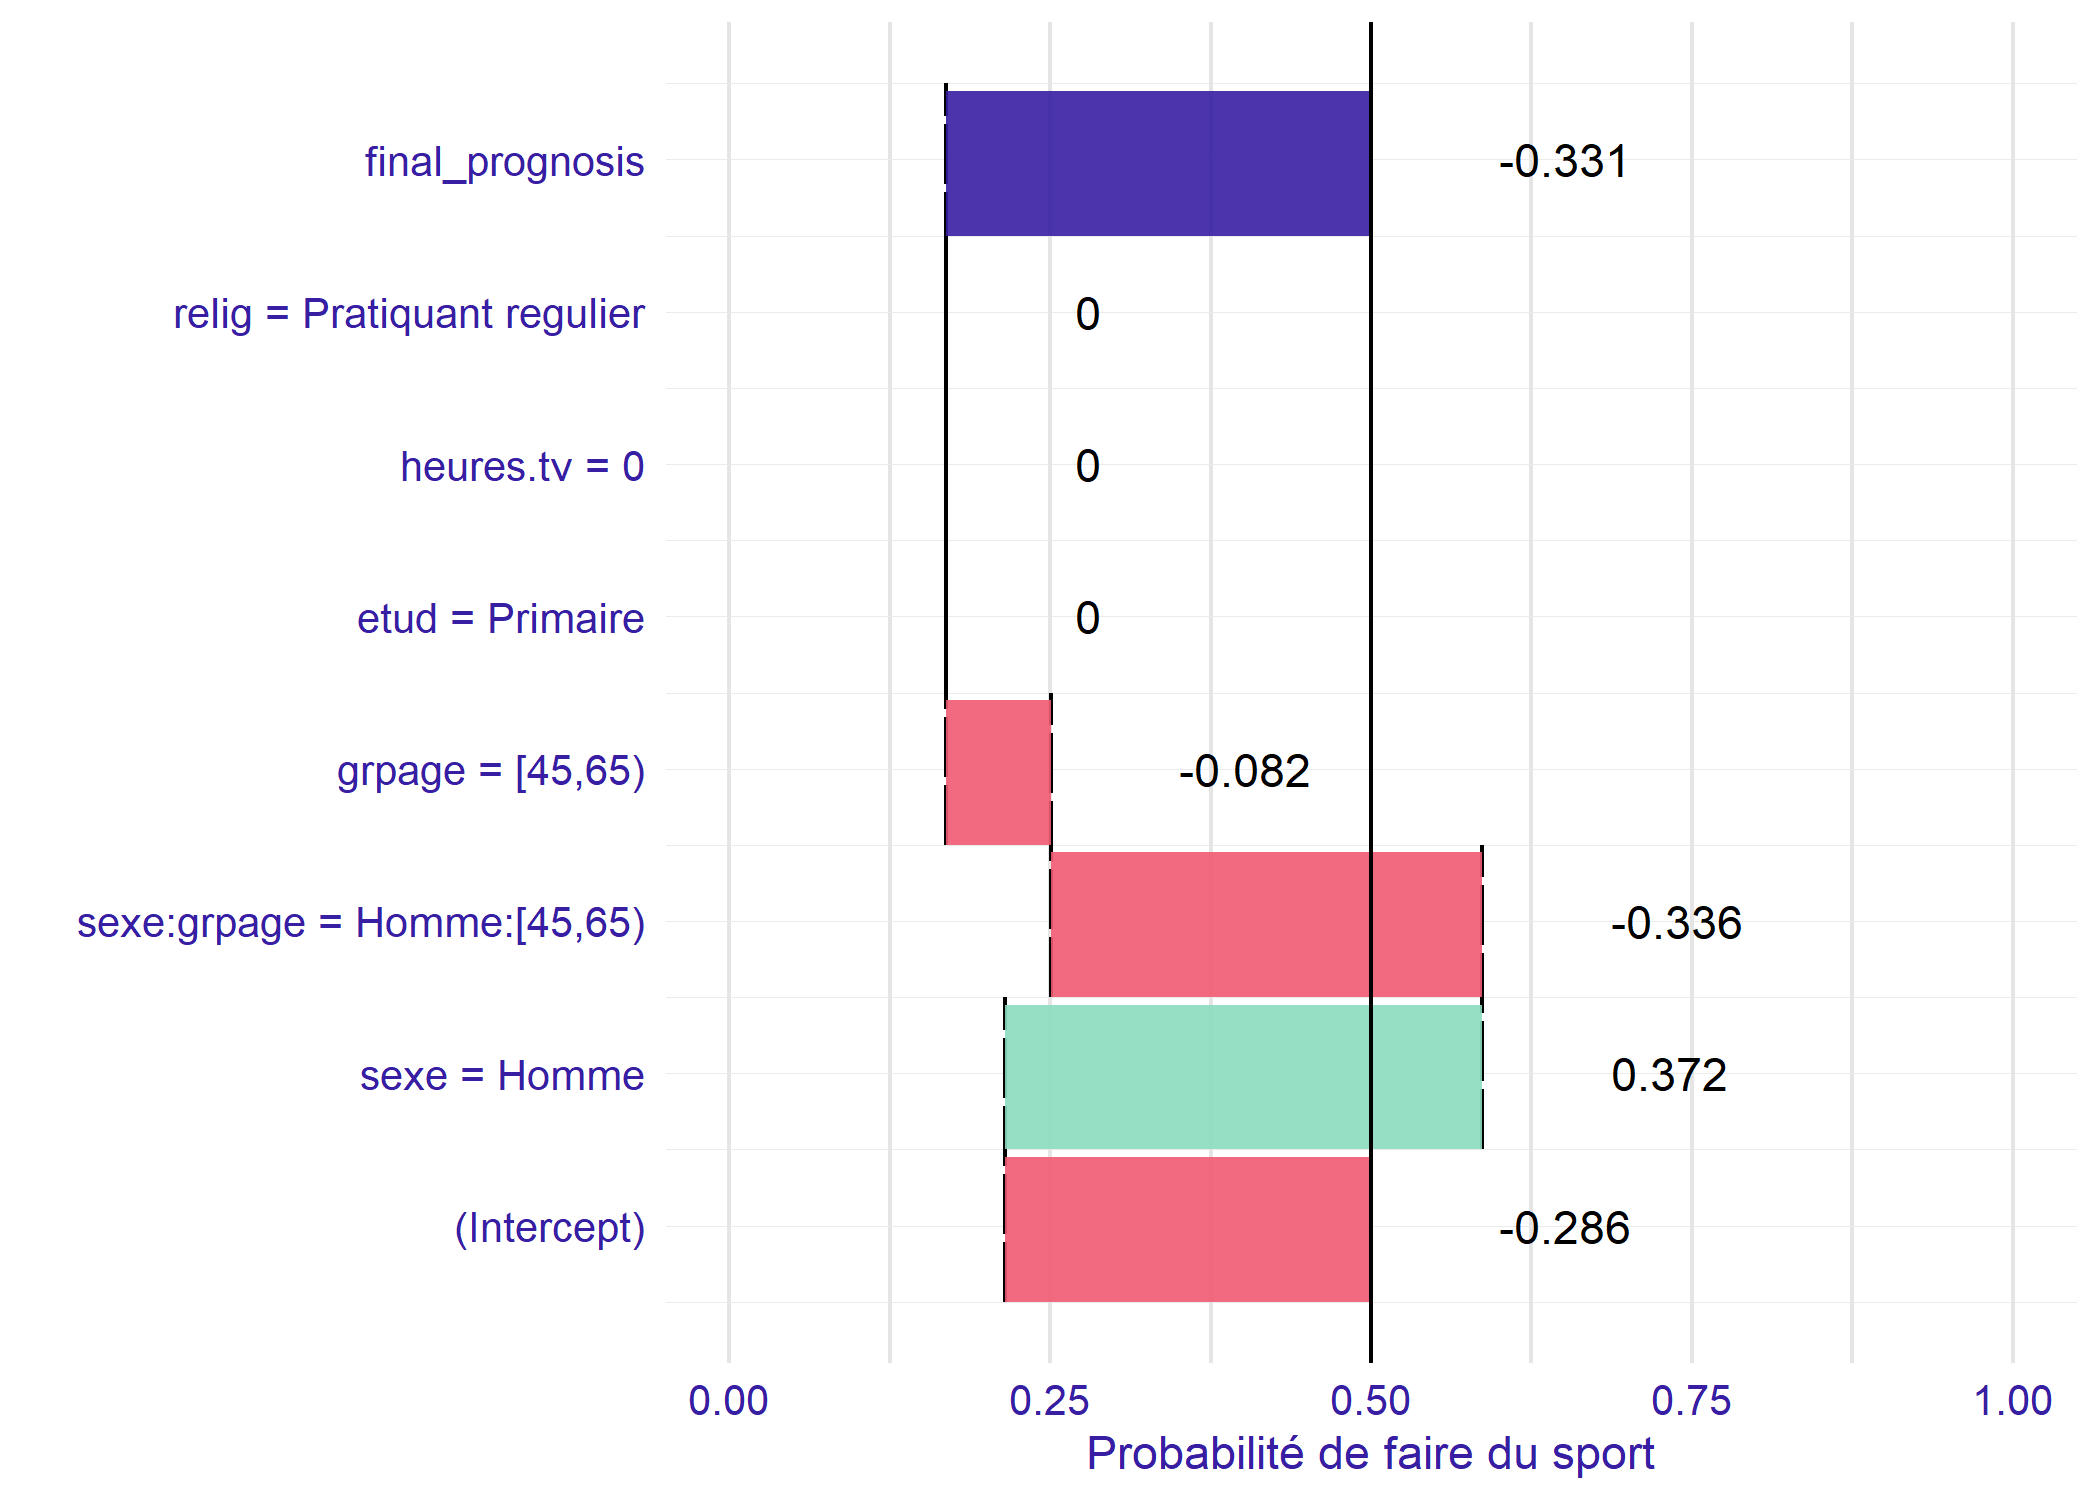 final_prognosis
-0.331
relig = Pratiquant regulier
0
heures.tv = 0
0
etud = Primaire
0
grpage = [45,65)
-0.082
sexe:grpage = Homme:[45,65)
-0.336
sexe = Homme
0.372
(Intercept)
-0.286
0.00 0.25 0.50 0.75 1.00
Probabilité de faire du sport